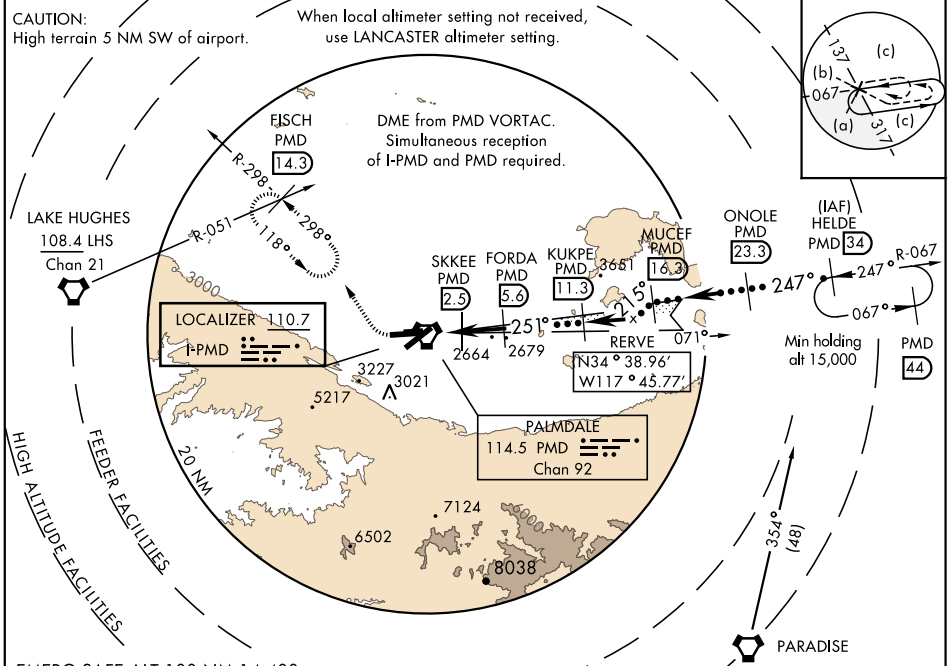 CAUTION:
High terrain 5 NM SW of airport.
When local altimeter setting not received,
use LANCASTER altimeter setting.
137
(c)
(b)
067
(a)
(c)
317
FISCH
PMD
14.3
DME from PMD VORTAC.
Simultaneous reception
of I-PMD and PMD required.
R-298
R-051
298°
118°
LAKE HUGHES
108.4 LHS
Chan 21
3000
(IAF)
HELDE
PMD 34
ONOLE
PMD
23.3
MUCEF
PMD
16.3
KUKPE
PMD
11.3
FORDA
PMD
5.6
SKKEE
PMD
2.5
3651
R-067
247°
247°
067°
215°
251°
071°
PMD
44
Min holding
alt 15,000
LOCALIZER 110.7
I-PMD
RERVE
N34° 38.96'
W117° 45.77'
2664
2679
3227
3021
5217
PALMDALE
114.5 PMD
Chan 92
20 NM
FEEDER FACILITIES
HIGH ALTITUDE FACILITIES
7124
6502
8038
354°
(48)
PARADISE